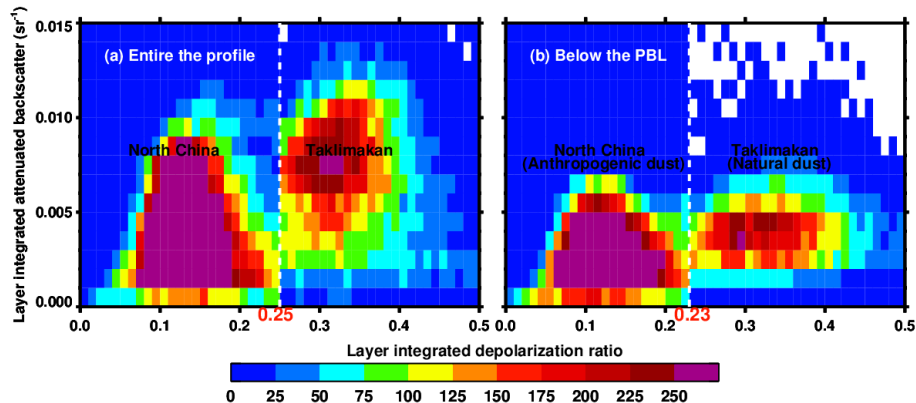 Layer integrated attenuated backscatter (sr⁻¹)
0.015
0.010
0.005
0.000
(a) Entire the profile
North China
Taklimakan
0.0 0.1 0.2 0.3 0.4 0.5
0.25
(b) Below the PBL
North China
(Anthropogenic dust)
Taklimakan
(Natural dust)
0.0 0.1 0.2 0.3 0.4 0.5
0.23
Layer integrated depolarization ratio
0 25 50 75 100 125 150 175 200 225 250